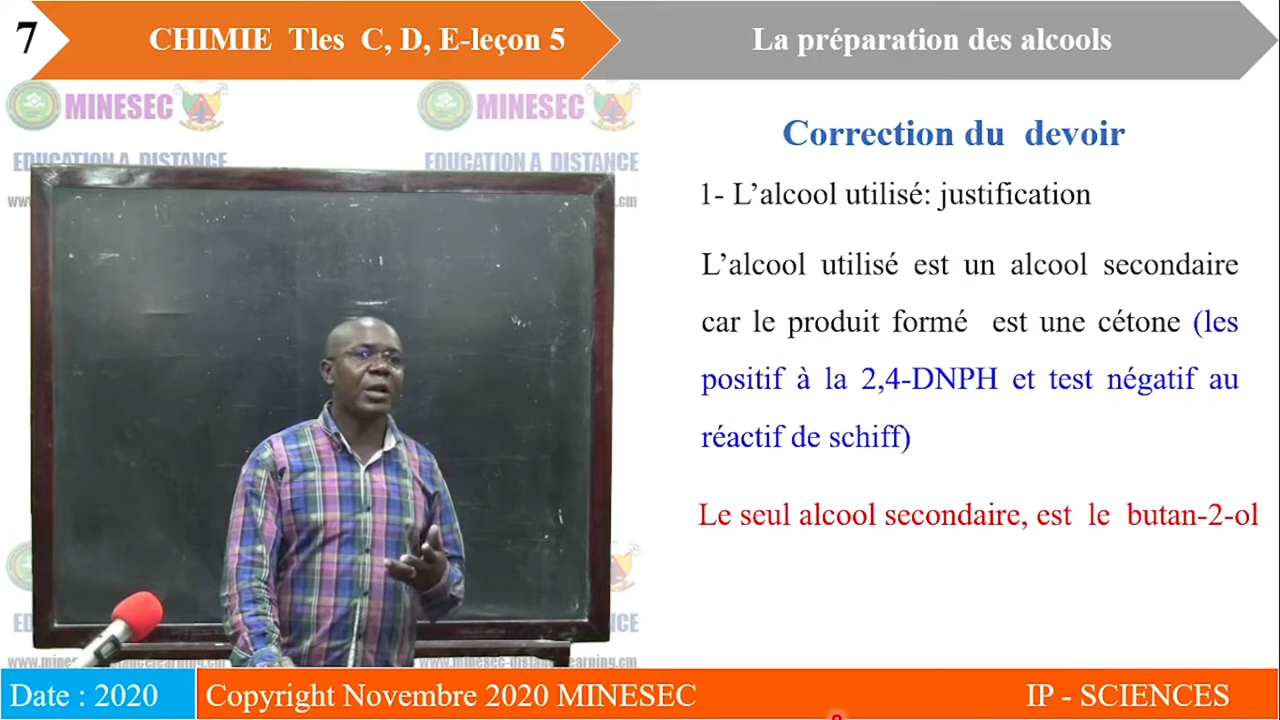 7
CHIMIE Tles C, D, E-leçon 5
La préparation des alcools
MINESEC
MINESEC
EDUCATION A DISTANCE
EDUCATION A DISTANCE
Correction du devoir
1- L’alcool utilisé: justification
L’alcool utilisé est un alcool secondaire
car le produit formé est une cétone (les
positif à la 2,4-DNPH et test négatif au
réactif de schiff)
Le seul alcool secondaire, est le butan-2-ol
Date : 2020
Copyright Novembre 2020 MINESEC
IP - SCIENCES